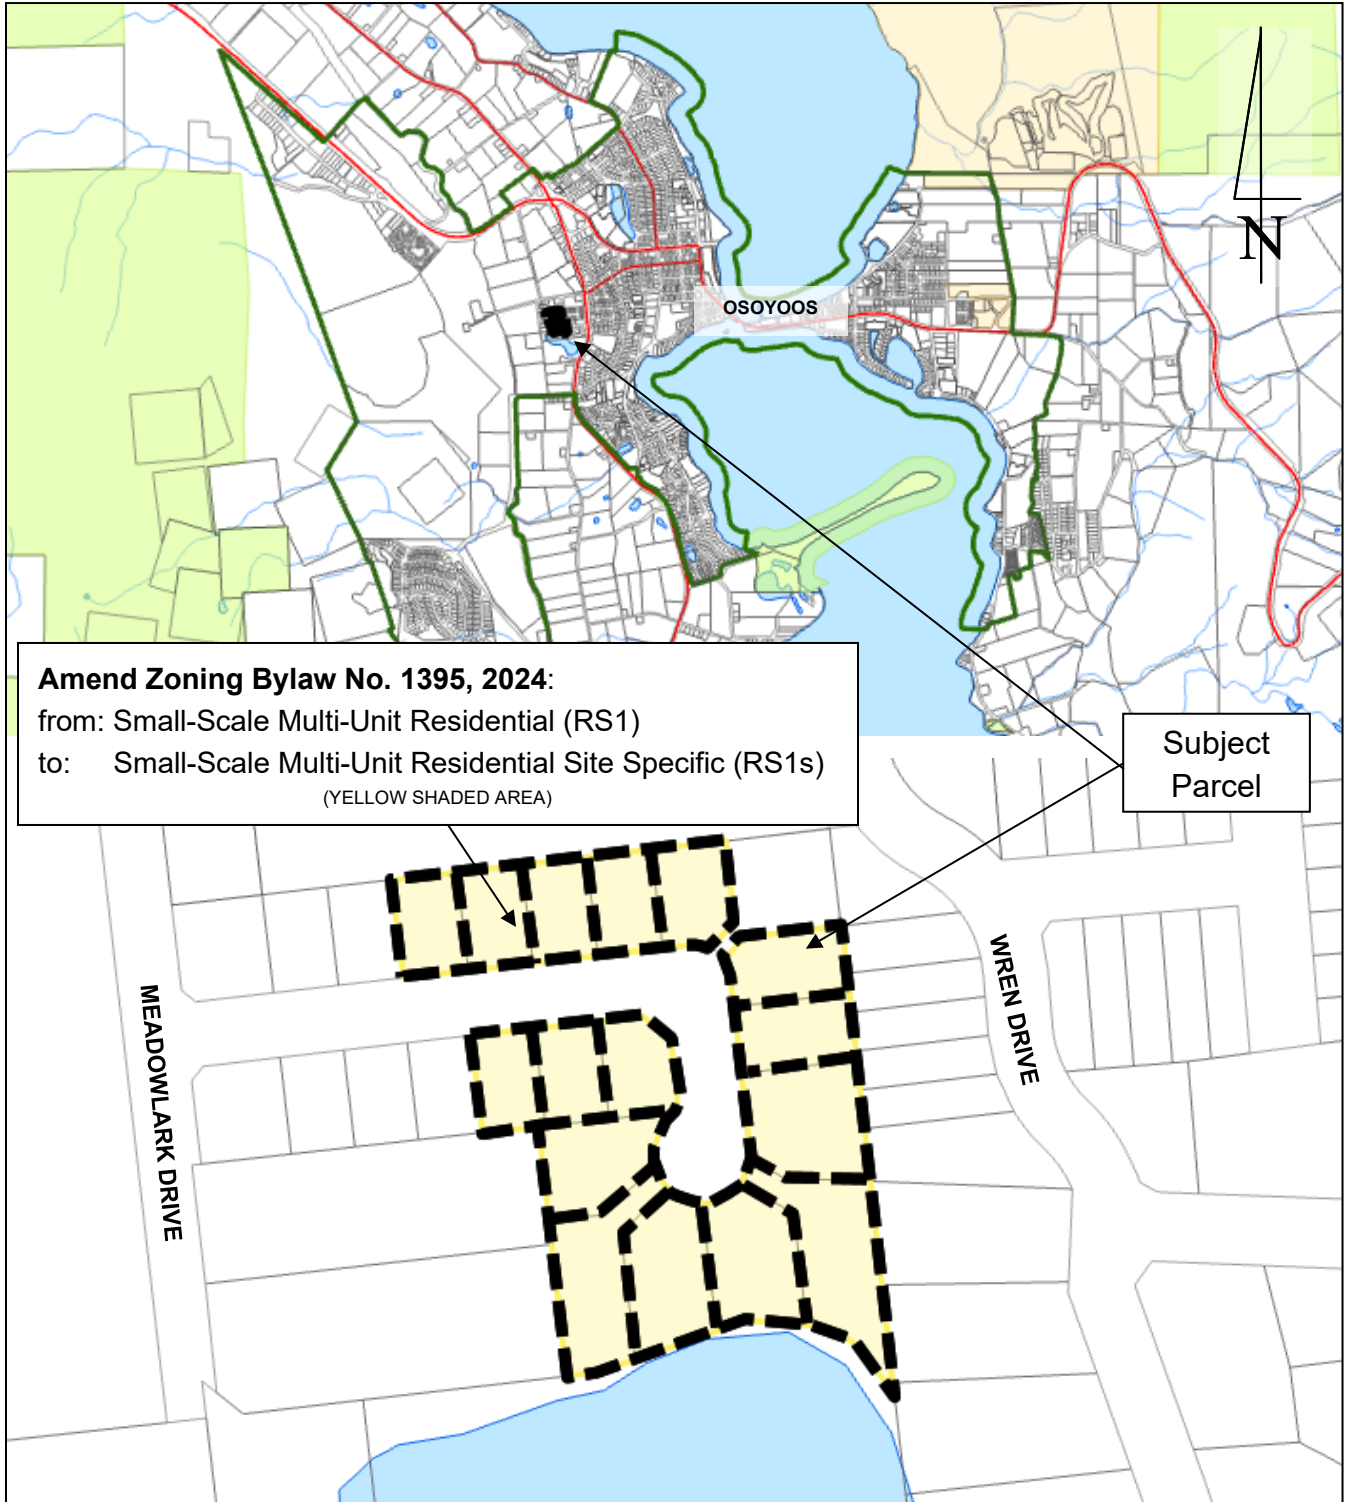 N
OSOYOOS
Amend Zoning Bylaw No. 1395, 2024:
from: Small-Scale Multi-Unit Residential (RS1)
to: Small-Scale Multi-Unit Residential Site Specific (RS1s)
(YELLOW SHADED AREA)
Subject
Parcel
WREN DRIVE
MEADOWLARK DRIVE